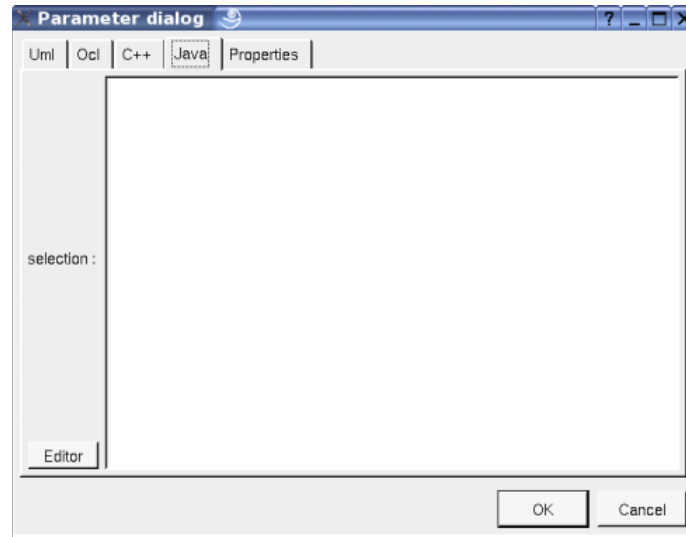 Parameter dialog ?
Uml Ocl C++ Java Properties
selection :
Editor
OK Cancel